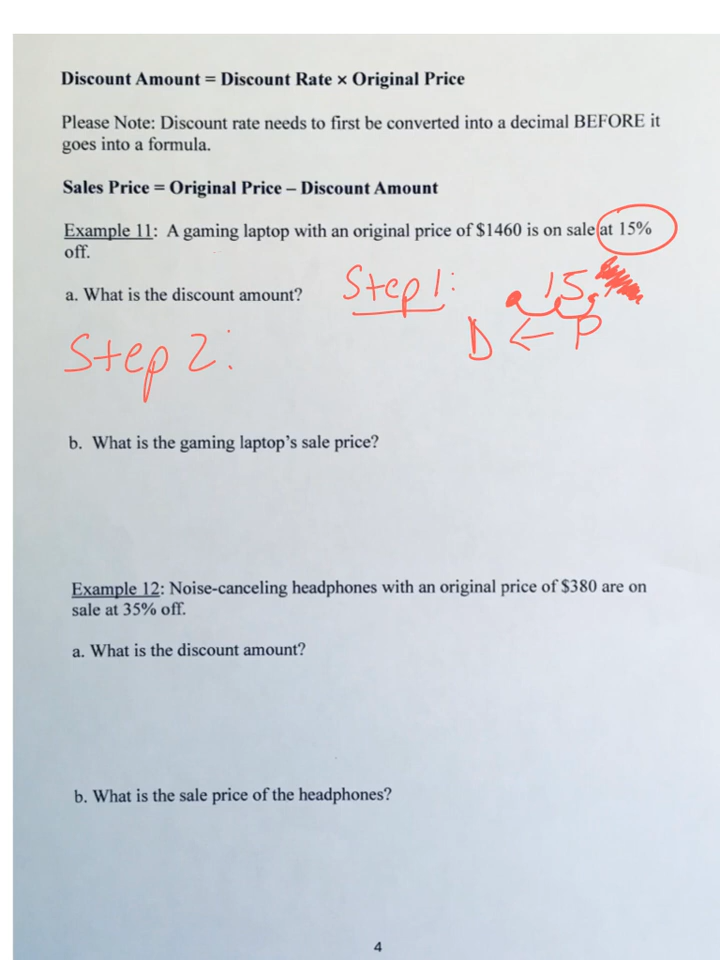 Discount Amount = Discount Rate × Original Price
Please Note: Discount rate needs to first be converted into a decimal BEFORE it
goes into a formula.
Sales Price = Original Price – Discount Amount
Example 11: A gaming laptop with an original price of $1460 is on sale at 15%
off.
a. What is the discount amount?
Step 1:
.15.
D ← P
Step 2:
b. What is the gaming laptop's sale price?
Example 12: Noise-canceling headphones with an original price of $380 are on
sale at 35% off.
a. What is the discount amount?
b. What is the sale price of the headphones?
4